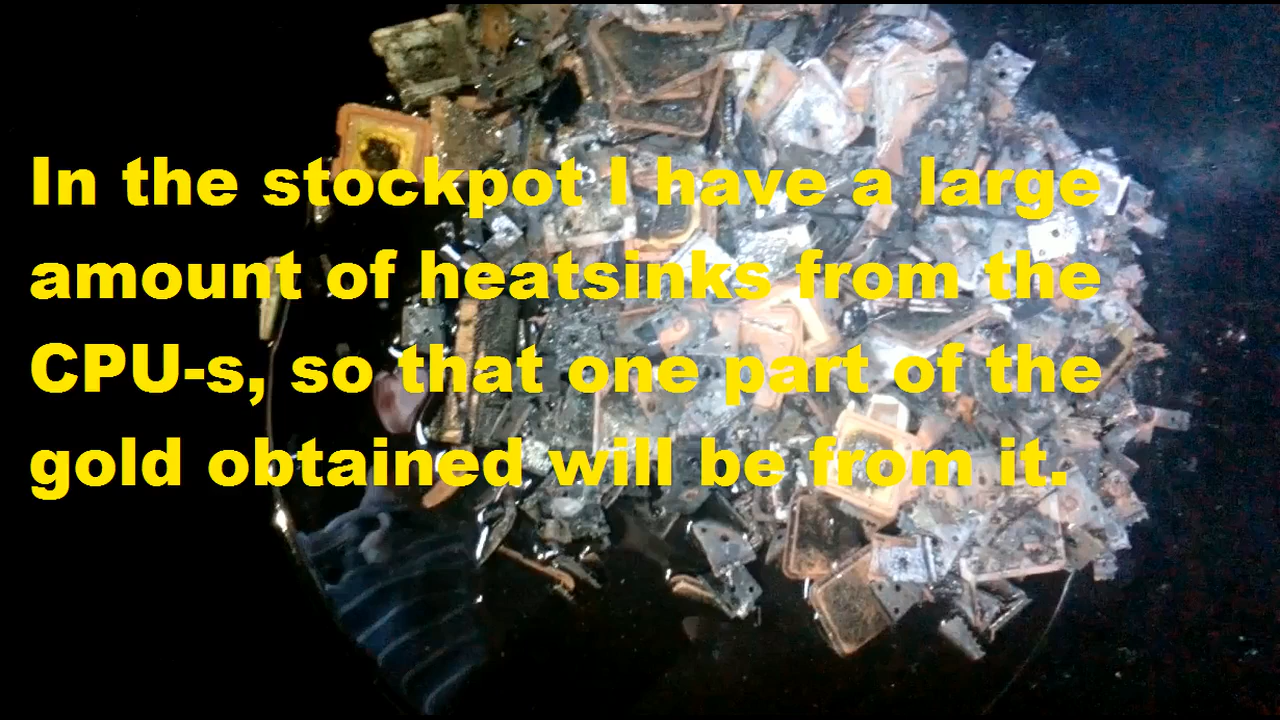 In the stockpot I have a large
amount of heatsinks from the
CPU-s, so that one part of the
gold obtained will be from it.